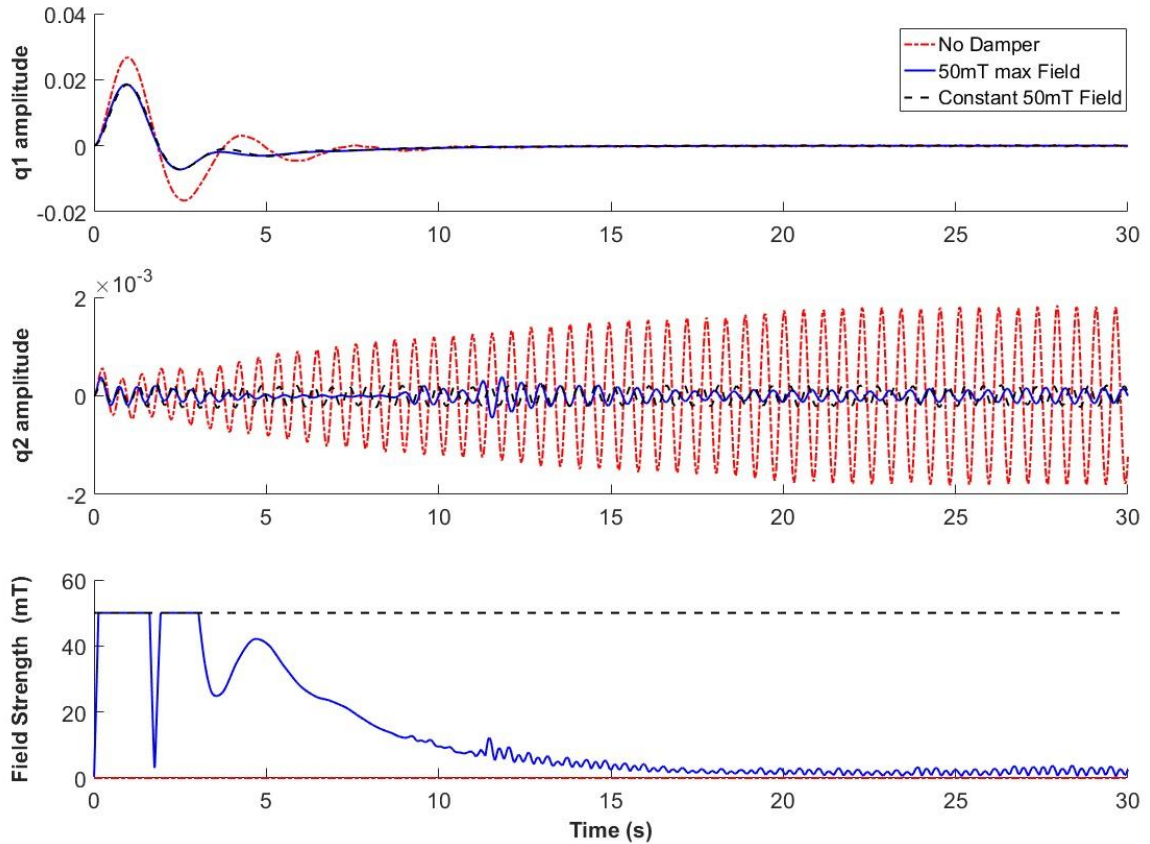 0.04
0.02
0
-0.02
q1 amplitude
No Damper
50mT max Field
Constant 50mT Field
0 5 10 15 20 25 30
×10⁻³
2
0
-2
q2 amplitude
0 5 10 15 20 25 30
60
40
20
0
Field Strength (mT)
0 5 10 15 20 25 30
Time (s)